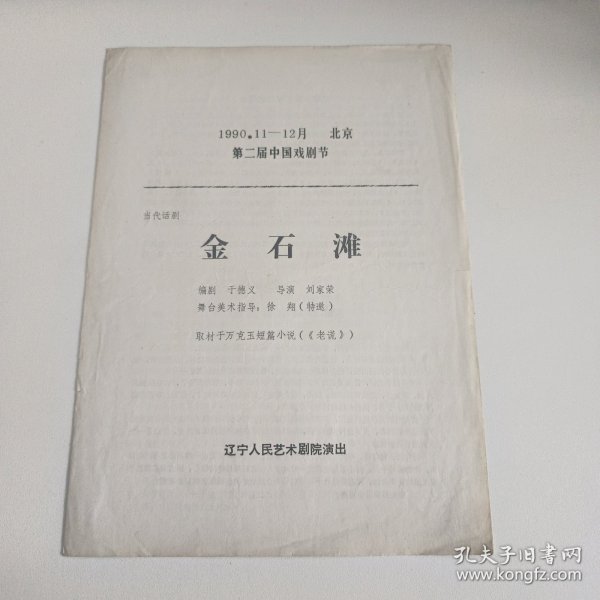 1990.11—12月 北京
第二届中国戏剧节
当代话剧
金石滩
编剧 于德义 导演 刘家荣
舞台美术指导：徐 翔（特邀）
取材于万克玉短篇小说（《老谎》）
辽宁人民艺术剧院演出
孔夫子旧书网
www.kongfz.com